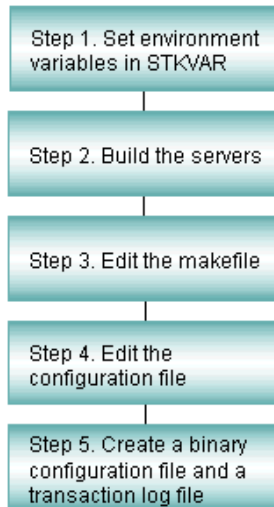 Step 1. Set environment
variables in STKVAR
Step 2. Build the servers
Step 3. Edit the makefile
Step 4. Edit the
configuration file
Step 5. Create a binary
configuration file and a
transaction log file